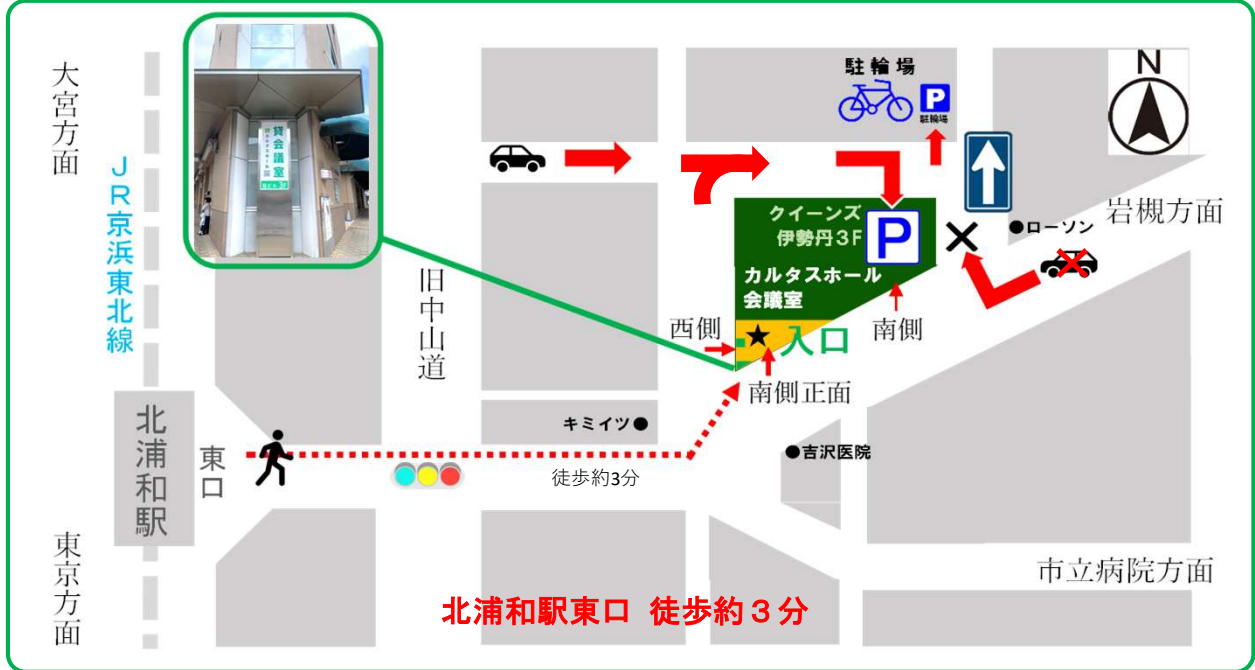 大宮方面
JR京浜東北線
北浦和駅
東口
東京方面
貸会議室
旧中山道
駐輪場
P
駐輪場
N
クイーンズ
伊勢丹3F
P
カルタスホール
会議室
●ローソン
岩槻方面
西側
★
入口
南側
南側正面
キミイツ●
●吉沢医院
徒歩約3分
市立病院方面
北浦和駅東口 徒歩約3分